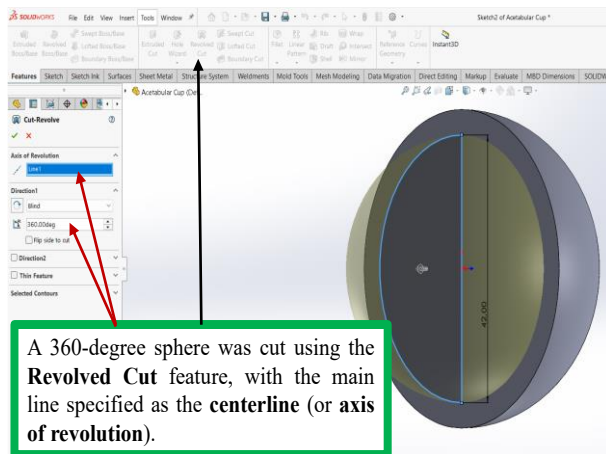 SOLIDWORKS File Edit View Insert Tools Window Sketch2 of Acetabular Cup *
Extruded Boss/Base Revolved Boss/Base Swept Boss/Base Lofted Boss/Base Boundary Boss/Base Extruded Cut Hole Wizard Revolved Cut Swept Cut Lofted Cut Boundary Cut Fillet Linear Pattern Rib Draft Shell Wrap Intersect Mirror Reference Geometry Curves Instant3D
Features Sketch Sketch Ink Surfaces Sheet Metal Structure System Weldments Mold Tools Mesh Modeling Data Migration Direct Editing Markup Evaluate MBD Dimensions SOLIDW
Acetabular Cup (De...
Cut-Revolve
Axis of Revolution
Line1
Direction1
Blind
360.00deg
Flip side to cut
Direction2
Thin Feature
Selected Contours
42.00
A 360-degree sphere was cut using the
Revolved Cut feature, with the main
line specified as the centerline (or axis
of revolution).